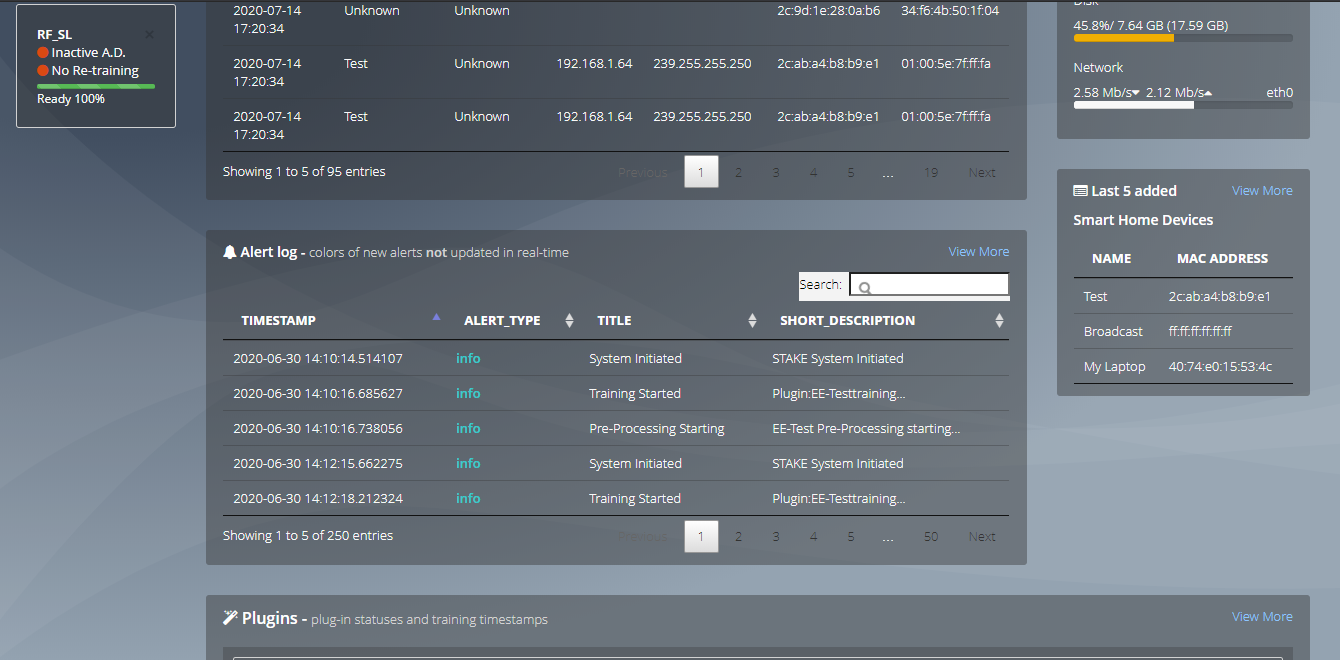 RF_SL ×
Inactive A.D.
No Re-training
Ready 100%
2020-07-14 17:20:34 Unknown Unknown 2c:9d:1e:28:0a:b6 34:f6:4b:50:1f:04
2020-07-14 17:20:34 Test Unknown 192.168.1.64 239.255.255.250 2c:ab:a4:b8:b9:e1 01:00:5e:7f:ff:fa
2020-07-14 17:20:34 Test Unknown 192.168.1.64 239.255.255.250 2c:ab:a4:b8:b9:e1 01:00:5e:7f:ff:fa
Showing 1 to 5 of 95 entries Previous 1 2 3 4 5 ... 19 Next
Alert log - colors of new alerts not updated in real-time View More
Search:
TIMESTAMP ALERT_TYPE TITLE SHORT_DESCRIPTION
2020-06-30 14:10:14.514107 info System Initiated STAKE System Initiated
2020-06-30 14:10:16.685627 info Training Started Plugin:EE-Testtraining...
2020-06-30 14:10:16.738056 info Pre-Processing Starting EE-Test Pre-Processing starting...
2020-06-30 14:12:15.662275 info System Initiated STAKE System Initiated
2020-06-30 14:12:18.212324 info Training Started Plugin:EE-Testtraining...
Showing 1 to 5 of 250 entries Previous 1 2 3 4 5 ... 50 Next
Plugins - plug-in statuses and training timestamps View More
Disk
45.8%/ 7.64 GB (17.59 GB)
Network
2.58 Mb/s 2.12 Mb/s eth0
Last 5 added View More
Smart Home Devices
NAME MAC ADDRESS
Test 2c:ab:a4:b8:b9:e1
Broadcast ff:ff:ff:ff:ff:ff
My Laptop 40:74:e0:15:53:4c